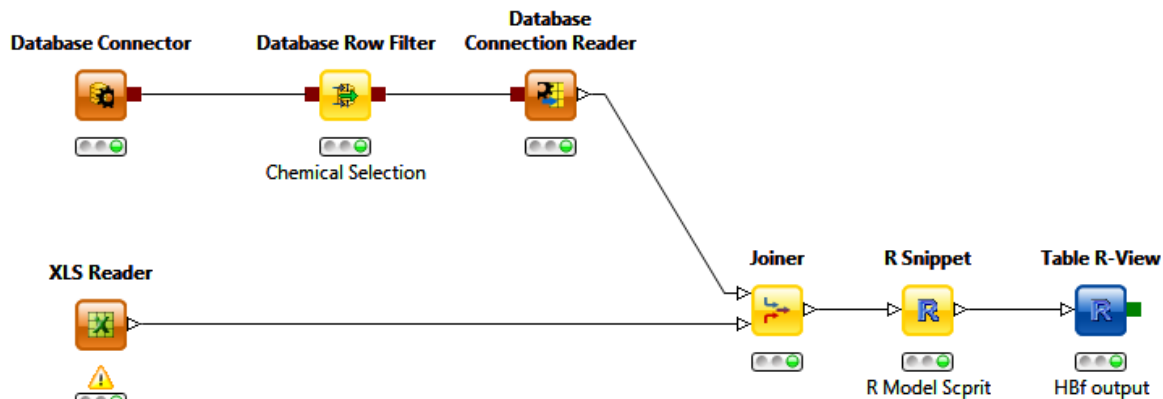 Database
Database Connector Database Row Filter Connection Reader
Chemical Selection
XLS Reader
Joiner R Snippet Table R-View
R R
R Model Scprit HBf output